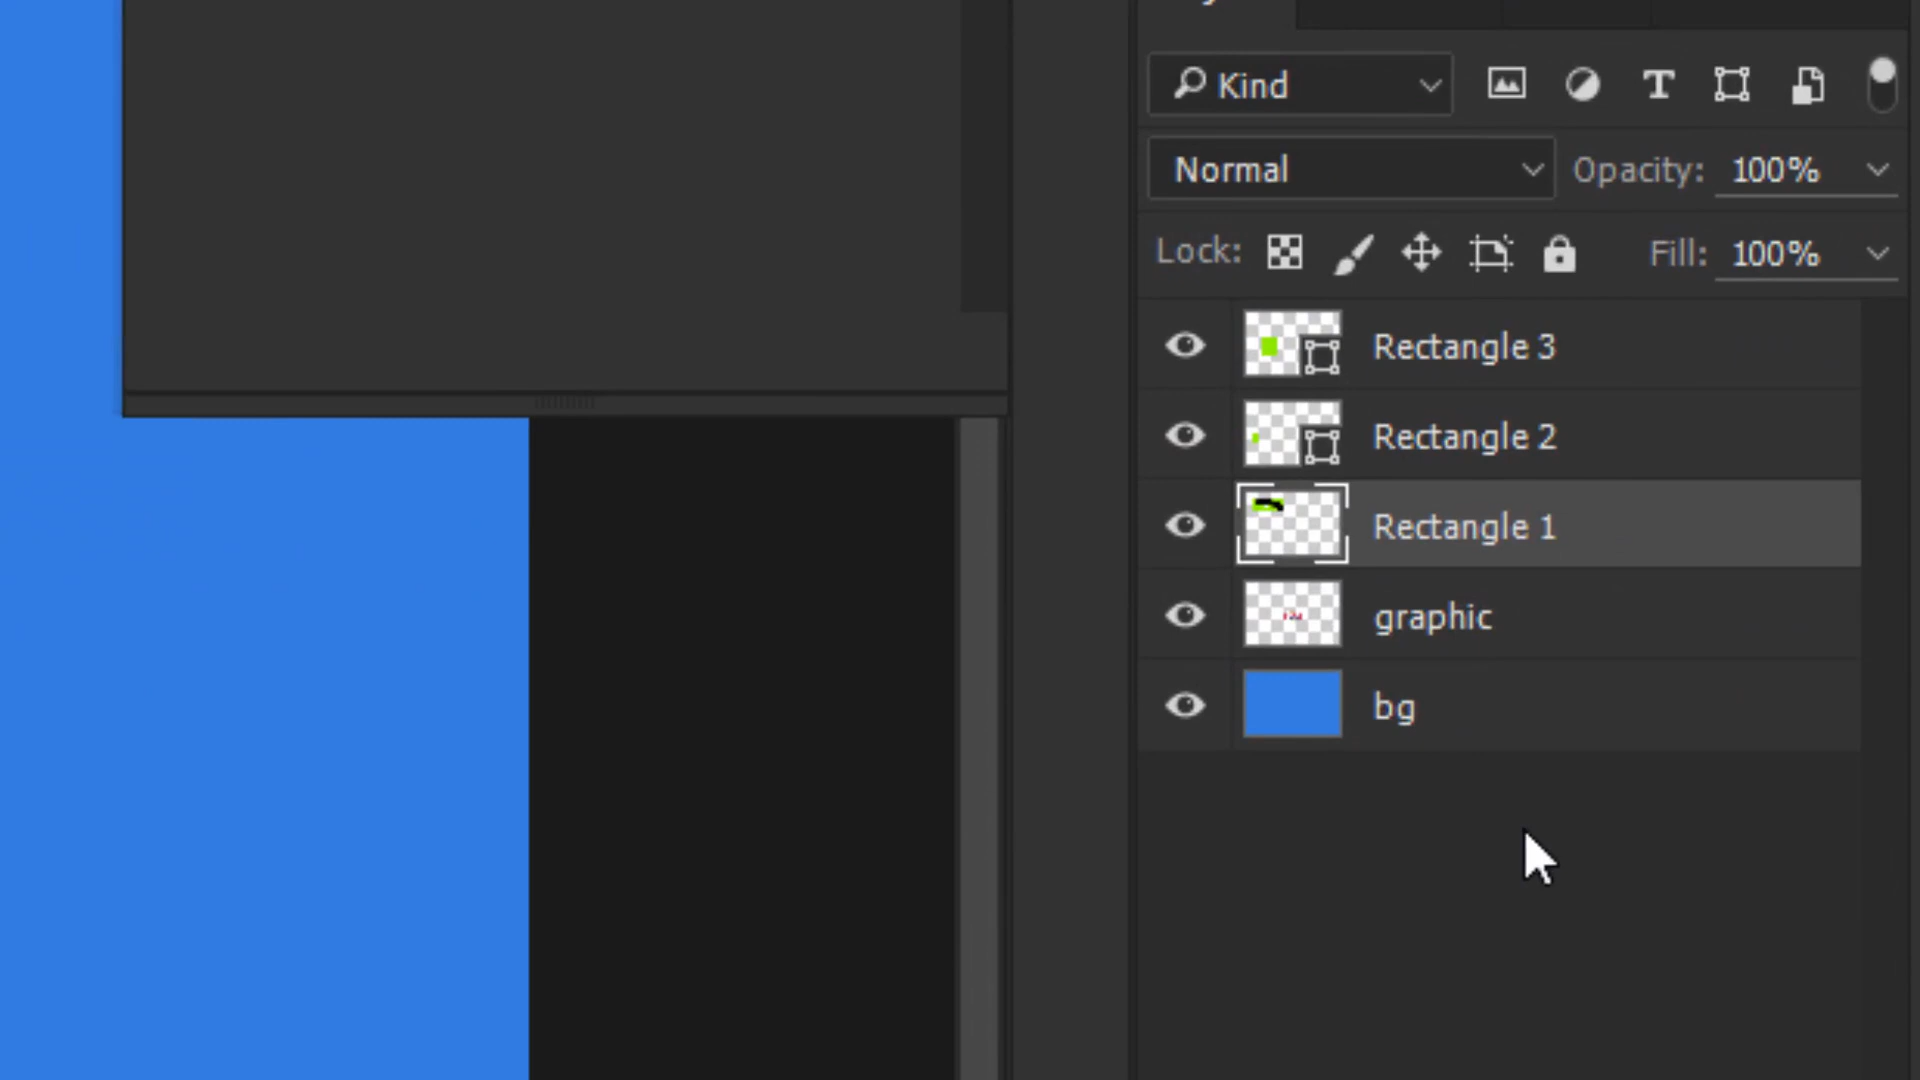 Kind
Normal
Opacity: 100%
Lock:
Fill: 100%
Rectangle 3
Rectangle 2
Rectangle 1
graphic
bg